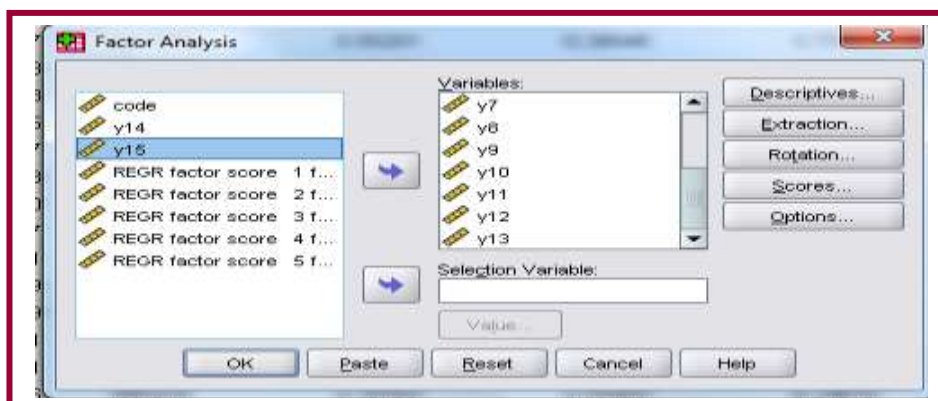 Factor Analysis
code
y14
y15
REGR factor score 1 f...
REGR factor score 2 f...
REGR factor score 3 f...
REGR factor score 4 f...
REGR factor score 5 f...
Variables:
y7
y8
y9
y10
y11
y12
y13
Selection Variable:
Value...
Descriptives...
Extraction...
Rotation...
Scores...
Options...
OK
Paste
Reset
Cancel
Help